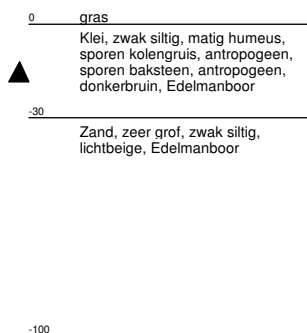 0 gras
Klei, zwak siltig, matig humeus,
sporen kolengruis, antropogeen,
sporen baksteen, antropogeen,
donkerbruin, Edelmanboor
-30
Zand, zeer grof, zwak siltig,
lichtbeige, Edelmanboor
-100